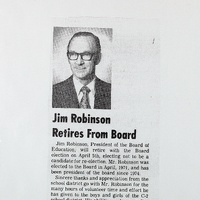 Jim Robinson
Retires From Board
Jim Robinson, President of the Board of
Education, will retire with the Board
election on April 5th, electing not to be a
candidate for re-election. Mr. Robinson was
elected to the Board in April, 1971, and has
been president of the board since 1974.
Sincere thanks and appreciation from the
school district go with Mr. Robinson for the
many hours of volunteer time and effort he
has given to the boys and girls of the C-2